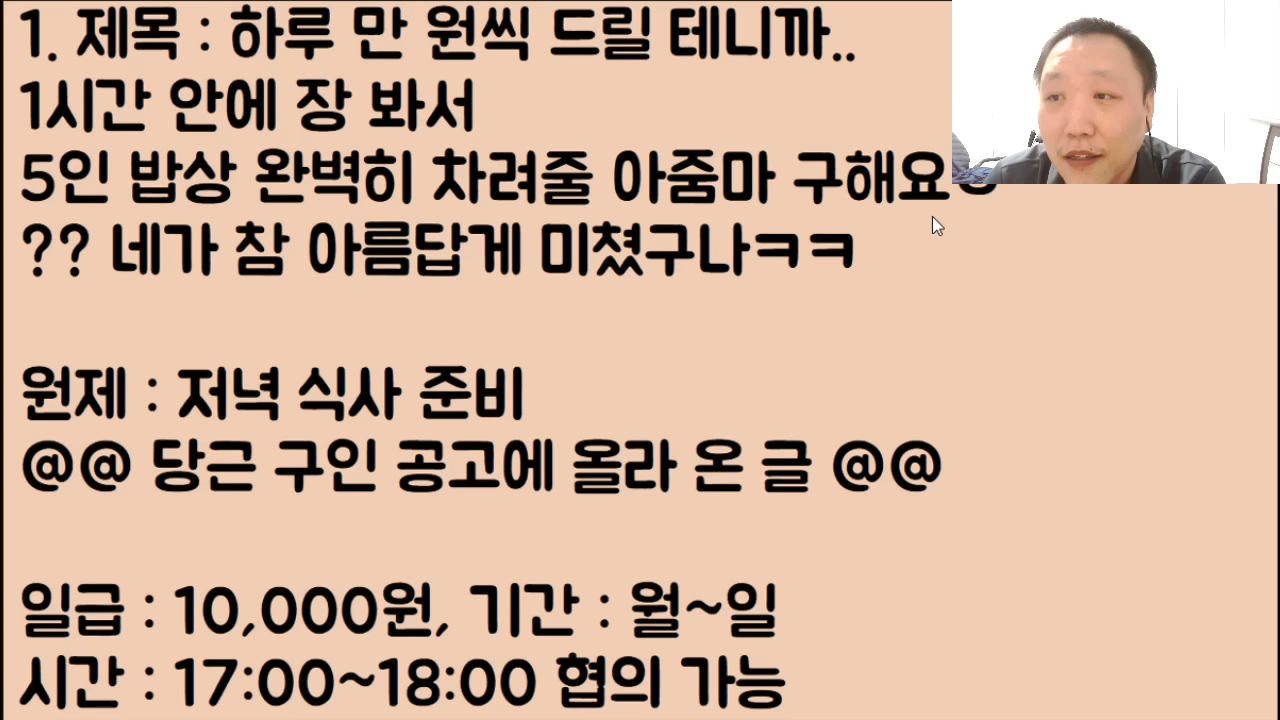 1. 제목 : 하루 만 원씩 드릴 테니까..
1시간 안에 장 봐서
5인 밥상 완벽히 차려줄 아줌마 구해요
?? 네가 참 아름답게 미쳤구나ㅋㅋ
원제 : 저녁 식사 준비
@@ 당근 구인 공고에 올라 온 글 @@
일급 : 10,000원, 기간 : 월~일
시간 : 17:00~18:00 협의 가능